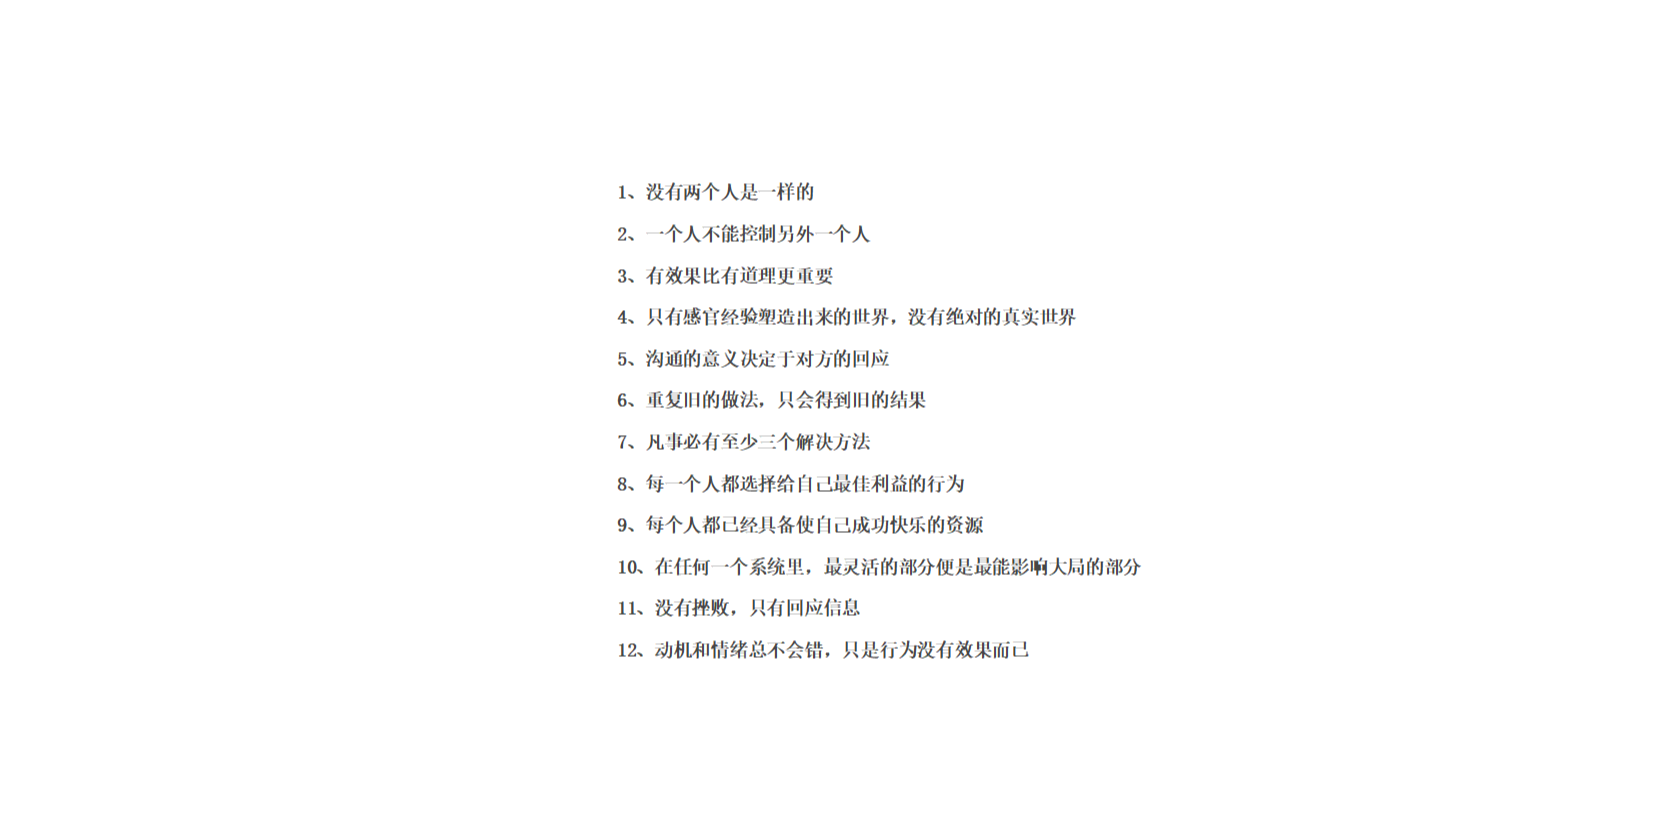 1、没有两个人是一样的
2、一个人不能控制另外一个人
3、有效果比有道理更重要
4、只有感官经验塑造出来的世界，没有绝对的真实世界
5、沟通的意义决定于对方的回应
6、重复旧的做法，只会得到旧的结果
7、凡事必有至少三个解决方法
8、每一个人都选择给自己最佳利益的行为
9、每个人都已经具备使自己成功快乐的资源
10、在任何一个系统里，最灵活的部分便是最能影响大局的部分
11、没有挫败，只有回应信息
12、动机和情绪总不会错，只是行为没有效果而已